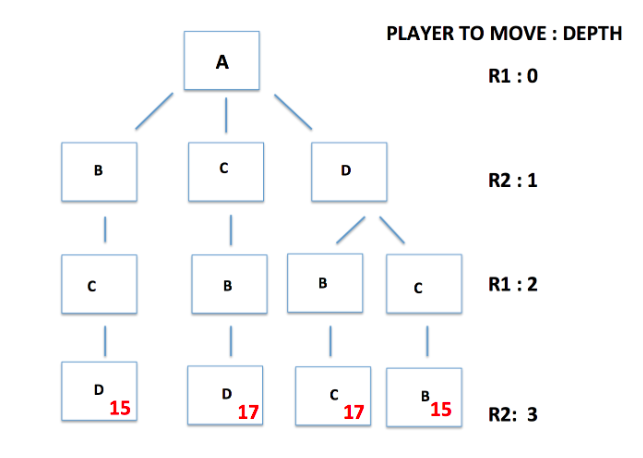 PLAYER TO MOVE : DEPTH
A
R1 : 0
B C D
R2 : 1
C B B C
R1 : 2
D 15 D 17 C 17 B 15
R2: 3